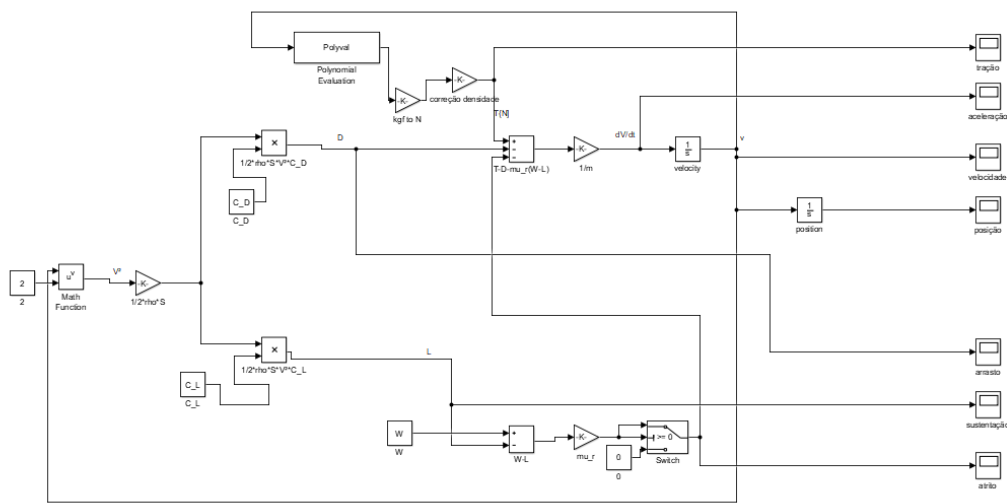 Polyval
Polynomial
Evaluation
-K-
kgf to N
-K-
correção densidade
T[N]
tração
aceleração
velocidade
posição
D
×
1/2*rho*S*V²*C_D
C_D
C_D
+
−
−
T-D-mu_r(W-L)
-K-
1/m
dV/dt
1
s
velocity
v
1
s
position
2
2
u^v
Math
Function
V²
-K-
1/2*rho*S
×
1/2*rho*S*V²*C_L
C_L
C_L
L
W
W
+
−
W-L
-K-
mu_r
0
0
>= 0
Switch
arrasto
sustentação
atrito